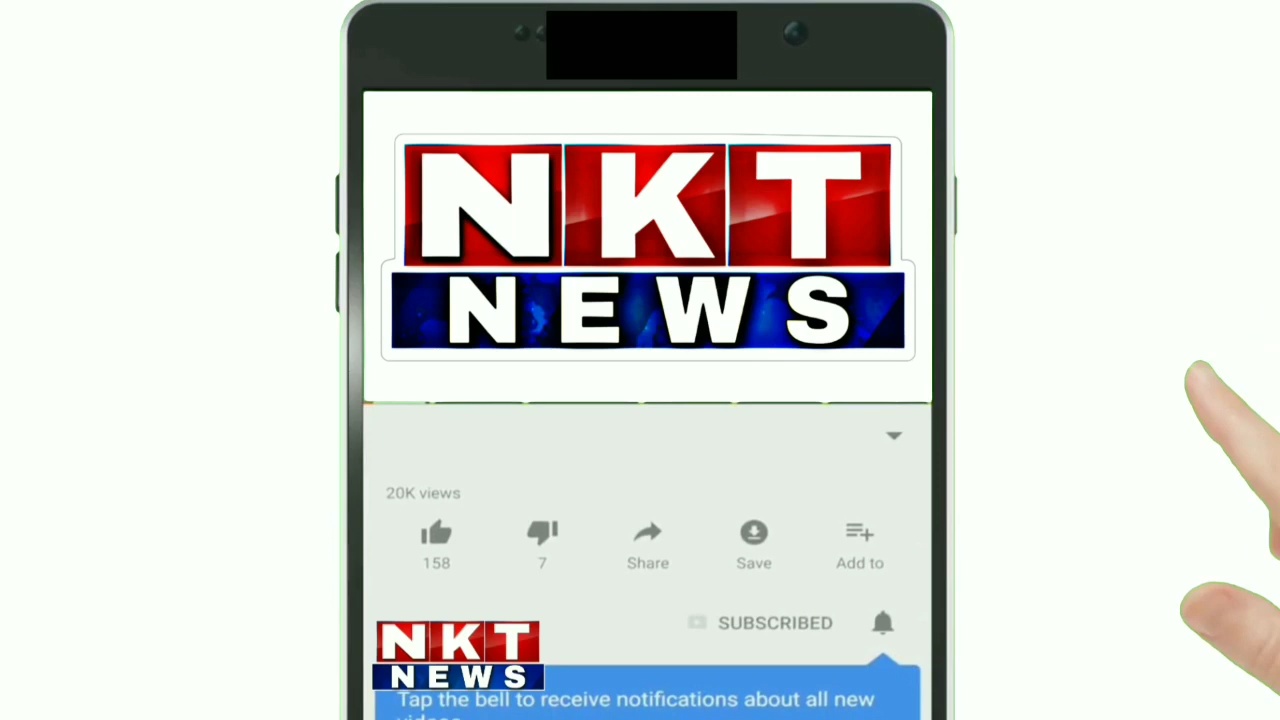 NKT
NEWS
20K views
158
7
Share
Save
Add to
SUBSCRIBED
NKT
NEWS
Tap the bell to receive notifications about all new
videos